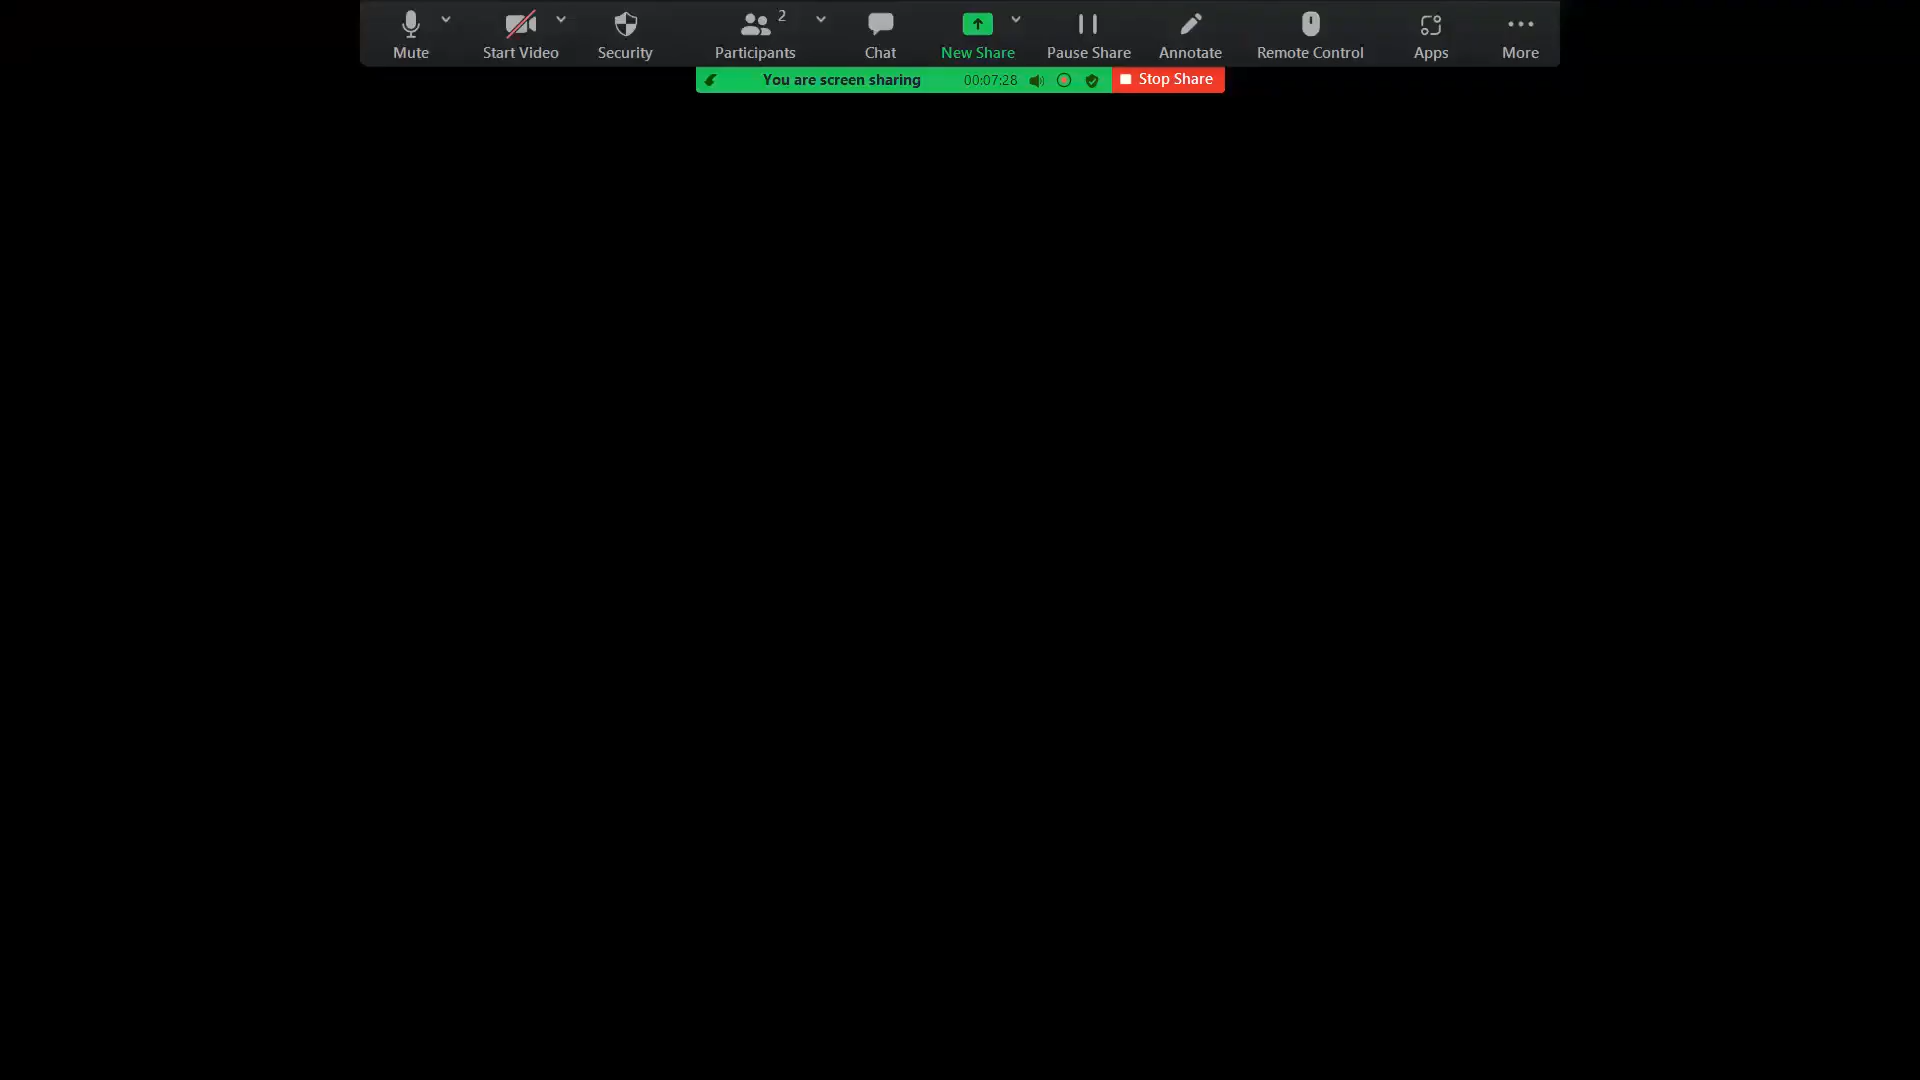 Mute
Start Video
Security
2
Participants
Chat
New Share
Pause Share
Annotate
Remote Control
Apps
More
You are screen sharing 00:07:28 Stop Share